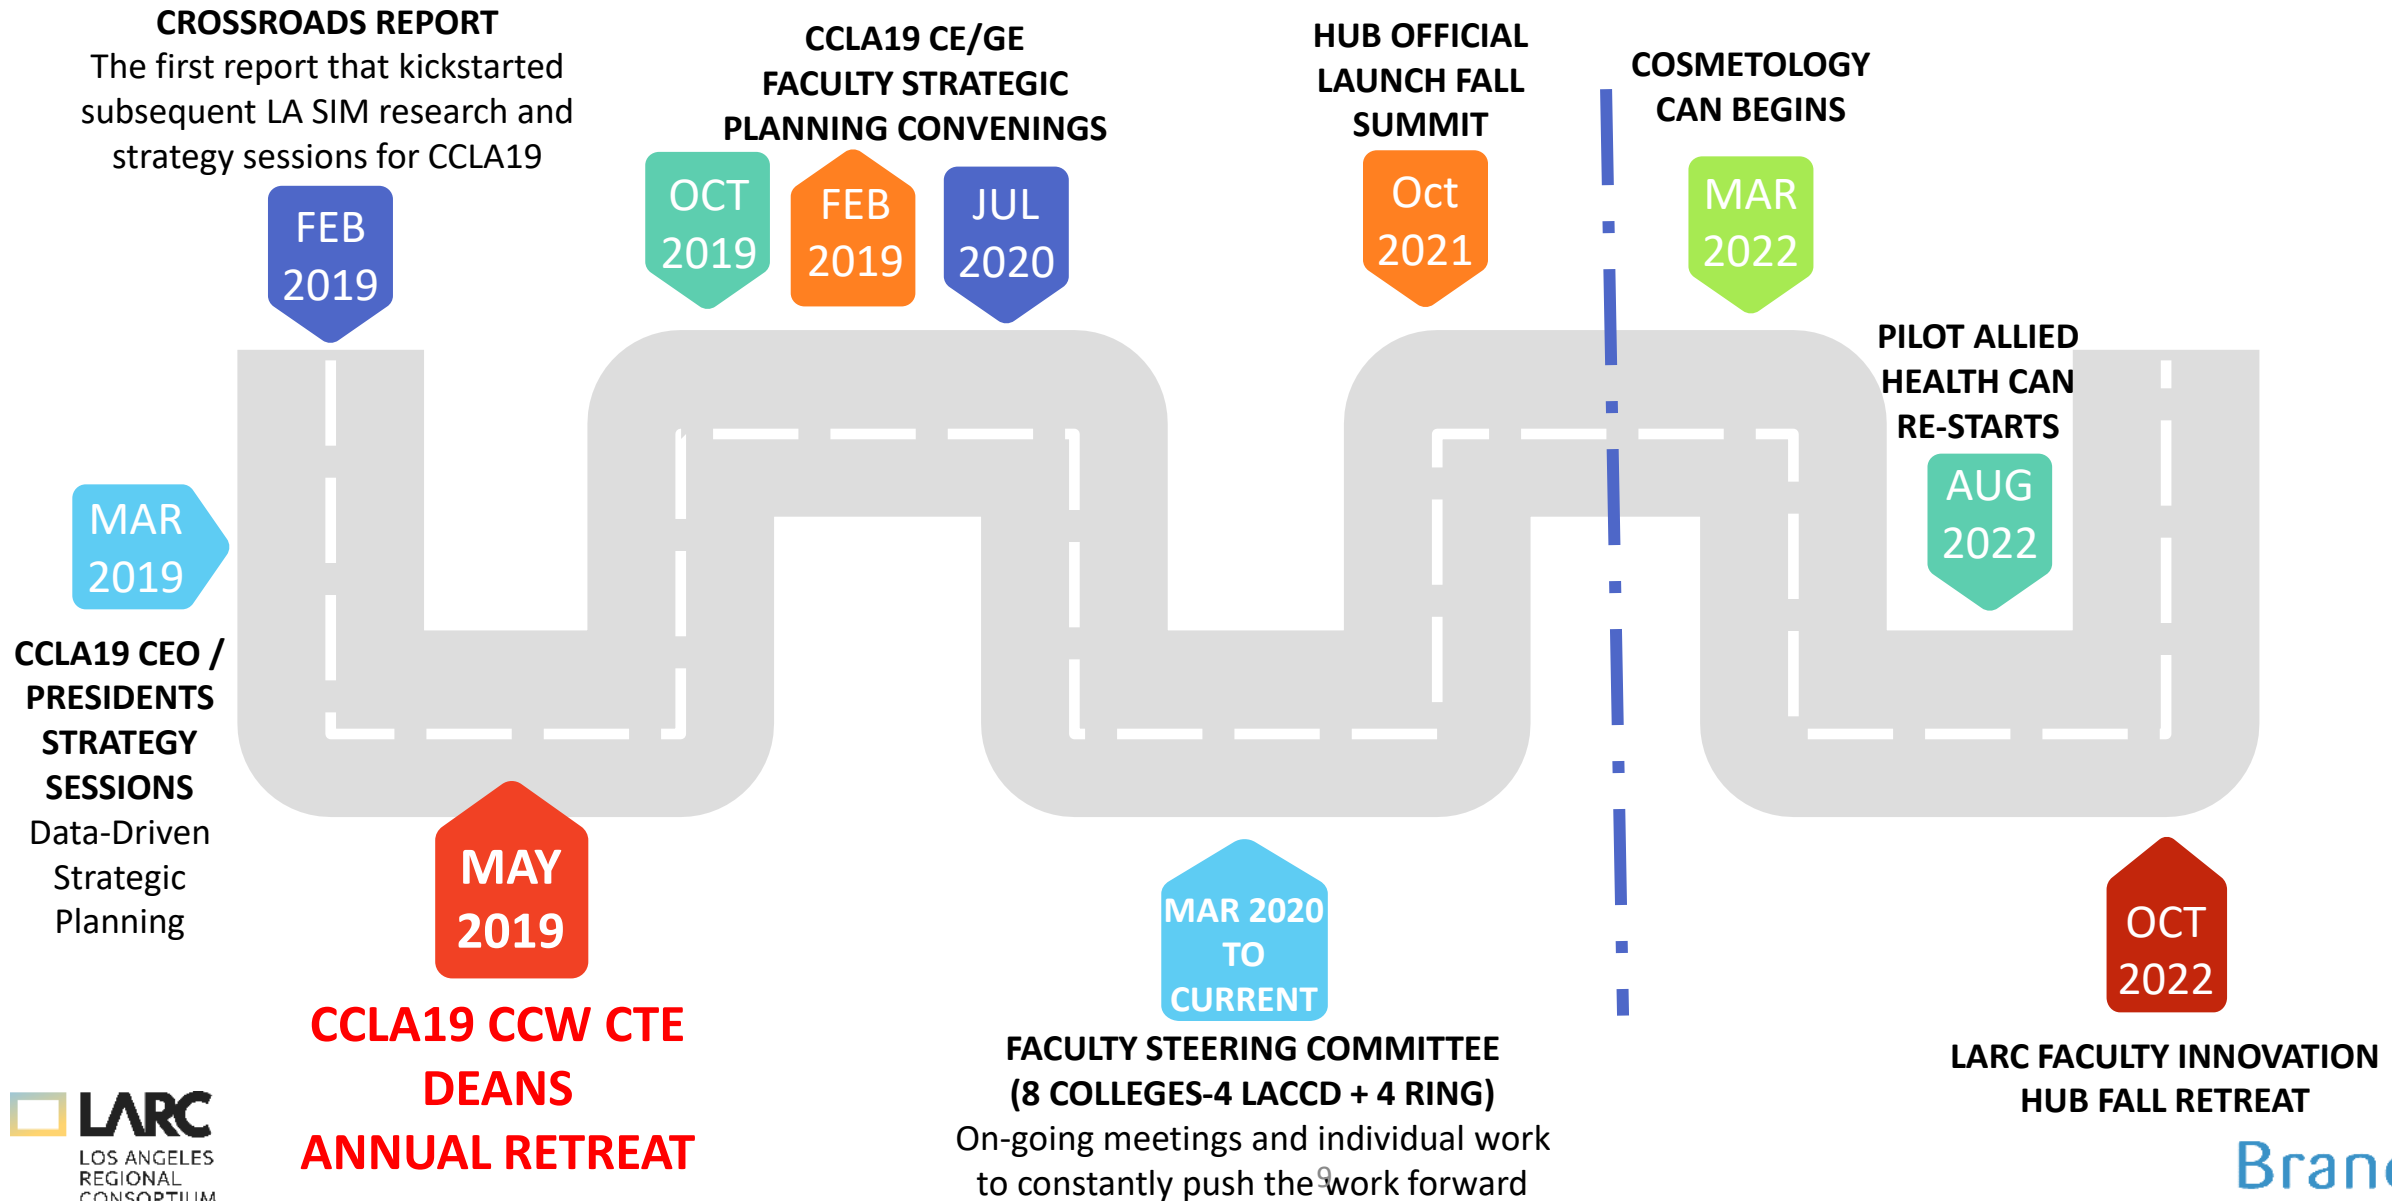 CROSSROADS REPORT
The first report that kickstarted
subsequent LA SIM research and
strategy sessions for CCLA19
FEB
2019
MAR
2019
CCLA19 CEO /
PRESIDENTS
STRATEGY
SESSIONS
Data-Driven
Strategic
Planning
MAY
2019
CCLA19 CCW CTE
DEANS
ANNUAL RETREAT
CCLA19 CE/GE
FACULTY STRATEGIC
PLANNING CONVENINGS
OCT
2019
FEB
2019
JUL
2020
MAR 2020
TO
CURRENT
FACULTY STEERING COMMITTEE
(8 COLLEGES-4 LACCD + 4 RING)
On-going meetings and individual work
to constantly push the work forward
9
HUB OFFICIAL
LAUNCH FALL
SUMMIT
Oct
2021
COSMETOLOGY
CAN BEGINS
MAR
2022
PILOT ALLIED
HEALTH CAN
RE-STARTS
AUG
2022
OCT
2022
LARC FACULTY INNOVATION
HUB FALL RETREAT
LARC
LOS ANGELES
REGIONAL
CONSORTIUM